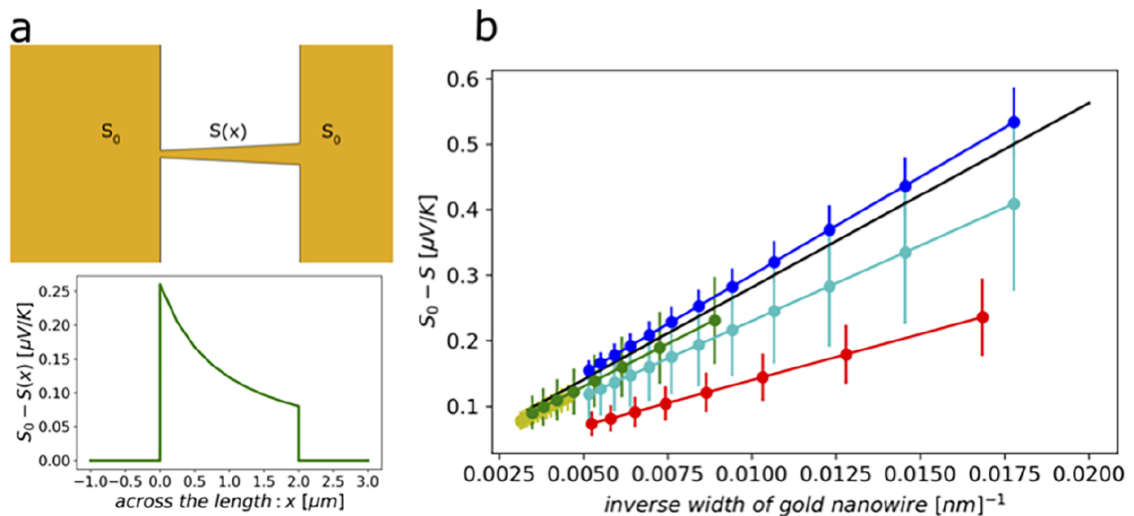 a
S0 S(x) S0
S0 − S(x) [μV/K]
0.25
0.20
0.15
0.10
0.05
0.00
−1.0 −0.5 0.0 0.5 1.0 1.5 2.0 2.5 3.0
across the length: x [μm]
b
S0 − S [μV/K]
0.6
0.5
0.4
0.3
0.2
0.1
0.0025 0.0050 0.0075 0.0100 0.0125 0.0150 0.0175 0.0200
inverse width of gold nanowire [nm]⁻¹